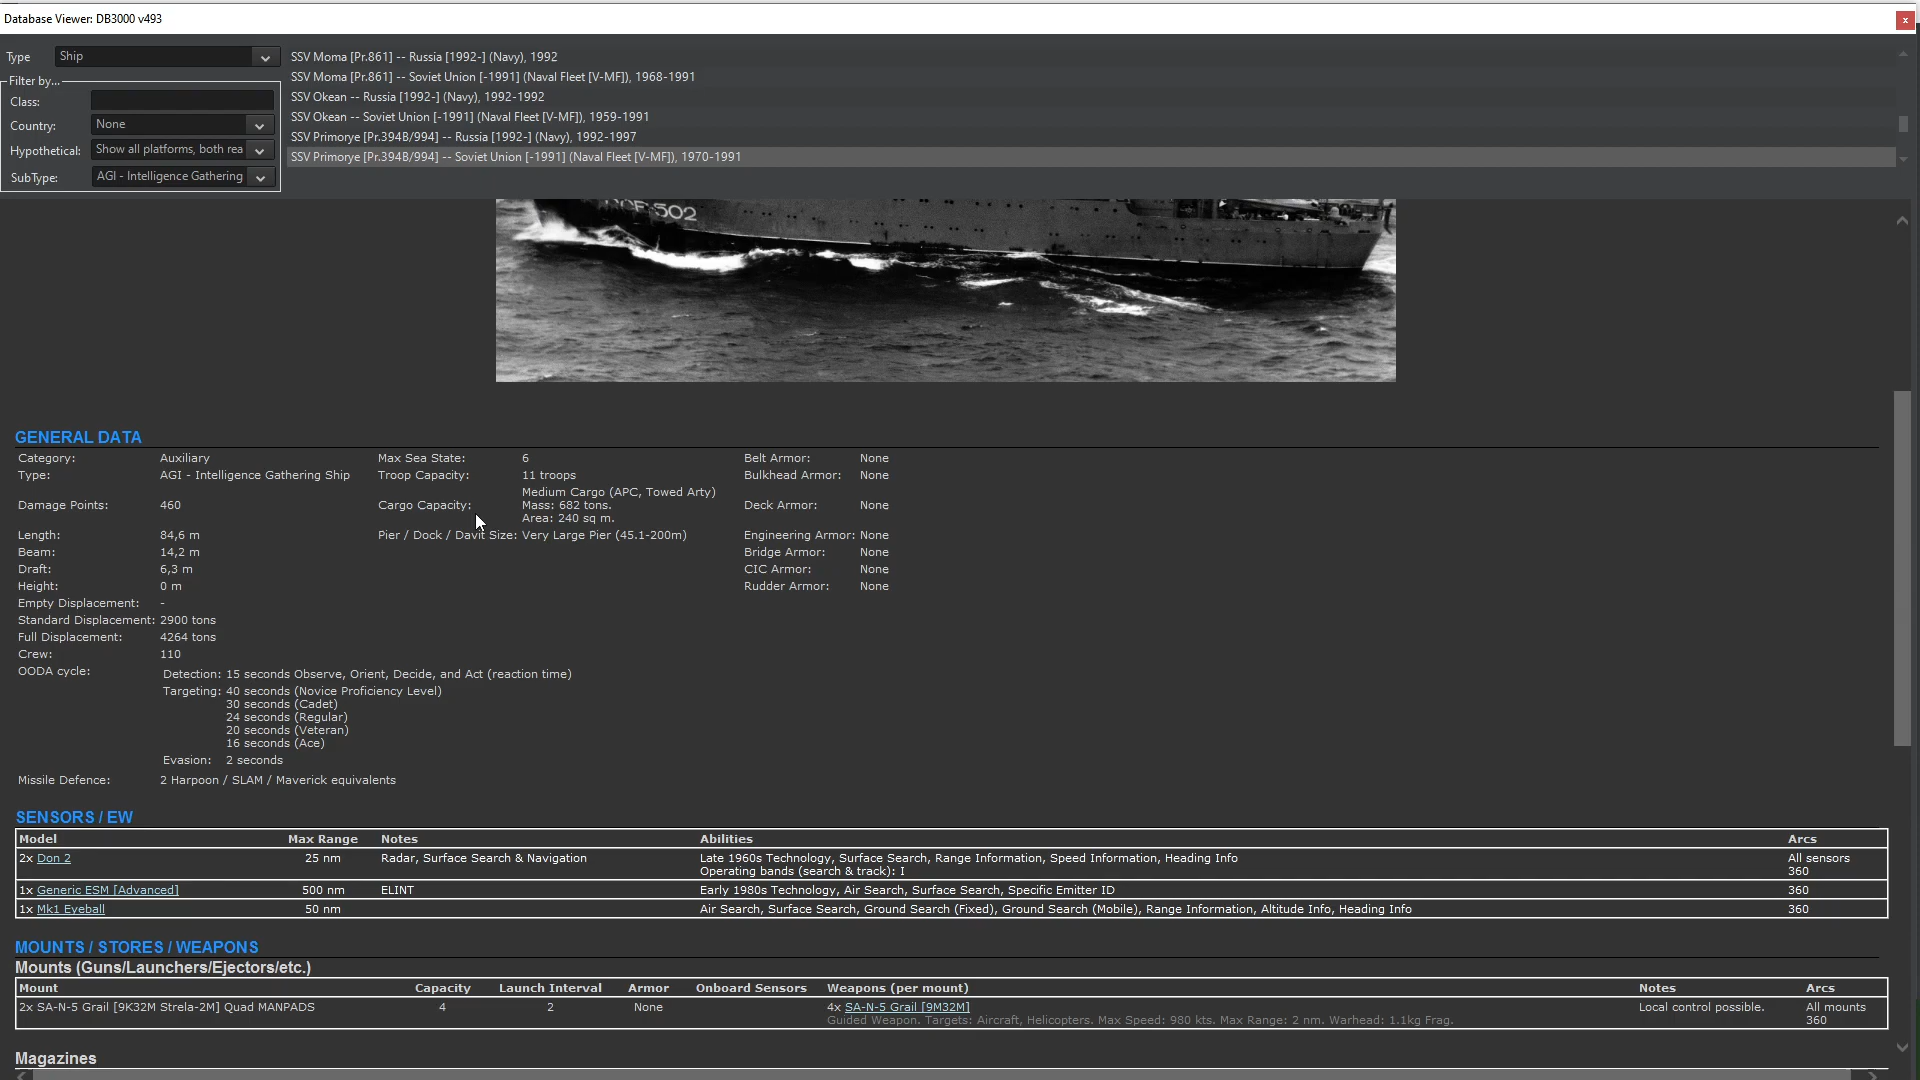 Database Viewer: DB3000 v493
x
Type Ship
Filter by...
Class:
Country: None
Hypothetical: Show all platforms, both rea
SubType: AGI - Intelligence Gathering
SSV Moma [Pr.861] -- Russia [1992-] (Navy), 1992
SSV Moma [Pr.861] -- Soviet Union [-1991] (Naval Fleet [V-MF]), 1968-1991
SSV Okean -- Russia [1992-] (Navy), 1992-1992
SSV Okean -- Soviet Union [-1991] (Naval Fleet [V-MF]), 1959-1991
SSV Primorye [Pr.394B/994] -- Russia [1992-] (Navy), 1992-1997
SSV Primorye [Pr.394B/994] -- Soviet Union [-1991] (Naval Fleet [V-MF]), 1970-1991
502
GENERAL DATA
Category: Auxiliary Max Sea State: 6 Belt Armor: None
Type: AGI - Intelligence Gathering Ship Troop Capacity: 11 troops Bulkhead Armor: None
Damage Points: 460 Cargo Capacity: Medium Cargo (APC, Towed Arty)
Mass: 682 tons.
Area: 240 sq m. Deck Armor: None
Length: 84,6 m Pier / Dock / Davit Size: Very Large Pier (45.1-200m) Engineering Armor: None
Beam: 14,2 m Bridge Armor: None
Draft: 6,3 m CIC Armor: None
Height: 0 m Rudder Armor: None
Empty Displacement: -
Standard Displacement: 2900 tons
Full Displacement: 4264 tons
Crew: 110
OODA cycle: Detection: 15 seconds Observe, Orient, Decide, and Act (reaction time)
Targeting: 40 seconds (Novice Proficiency Level)
30 seconds (Cadet)
24 seconds (Regular)
20 seconds (Veteran)
16 seconds (Ace)
Evasion: 2 seconds
Missile Defence: 2 Harpoon / SLAM / Maverick equivalents
SENSORS / EW
Model Max Range Notes Abilities Arcs
2x Don 2 25 nm Radar, Surface Search & Navigation Late 1960s Technology, Surface Search, Range Information, Speed Information, Heading Info All sensors
Operating bands (search & track): I 360
1x Generic ESM [Advanced] 500 nm ELINT Early 1980s Technology, Air Search, Surface Search, Specific Emitter ID 360
1x Mk1 Eyeball 50 nm Air Search, Surface Search, Ground Search (Fixed), Ground Search (Mobile), Range Information, Altitude Info, Heading Info 360
MOUNTS / STORES / WEAPONS
Mounts (Guns/Launchers/Ejectors/etc.)
Mount Capacity Launch Interval Armor Onboard Sensors Weapons (per mount) Notes Arcs
2x SA-N-5 Grail [9K32M Strela-2M] Quad MANPADS 4 2 None 4x SA-N-5 Grail [9M32M] Local control possible. All mounts
Guided Weapon. Targets: Aircraft, Helicopters. Max Speed: 980 kts. Max Range: 2 nm. Warhead: 1.1kg Frag. 360
Magazines